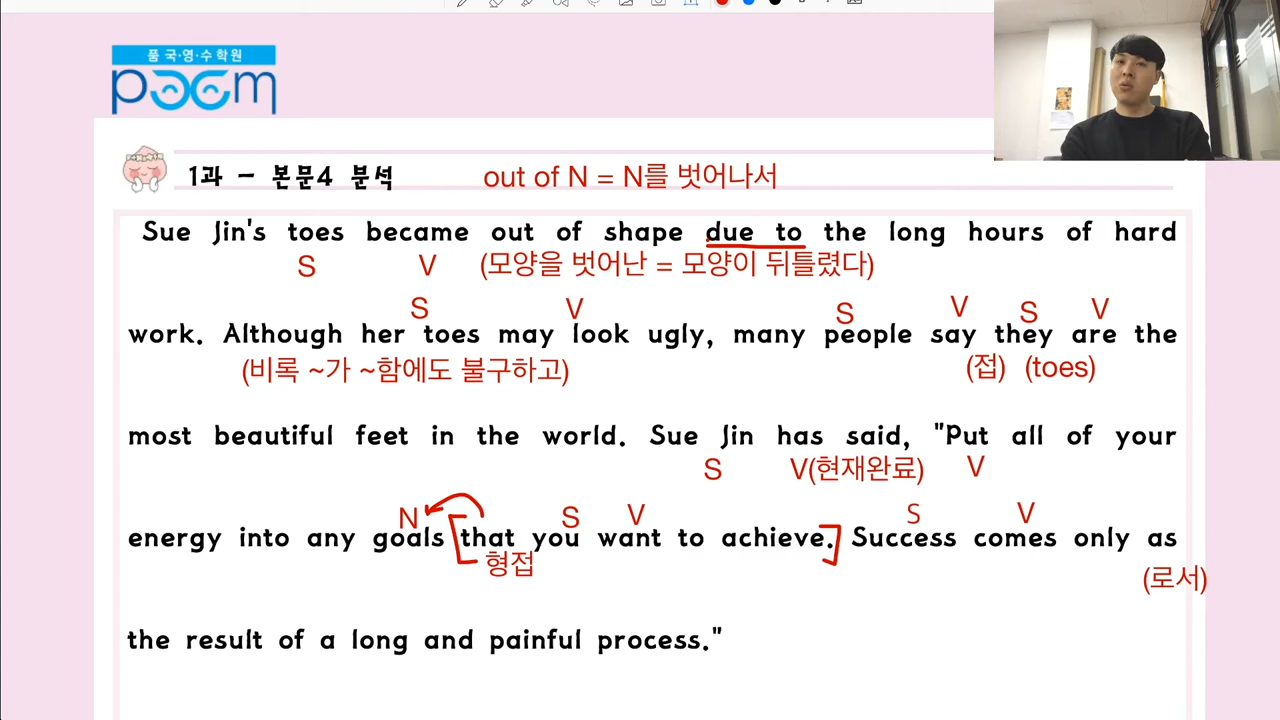 품 국·영·수 학원
poem
1과 - 본문4 분석
out of N = N를 벗어나서
Sue Jin's toes became out of shape due to the long hours of hard
S V (모양을 벗어난 = 모양이 뒤틀렸다)
S V S V S V
work. Although her toes may look ugly, many people say they are the
(비록 ~가 ~함에도 불구하고) (접) (toes)
most beautiful feet in the world. Sue Jin has said, "Put all of your
S V(현재완료) V
N S V S V
energy into any goals [that you want to achieve.] Success comes only as
형접 (로서)
the result of a long and painful process."